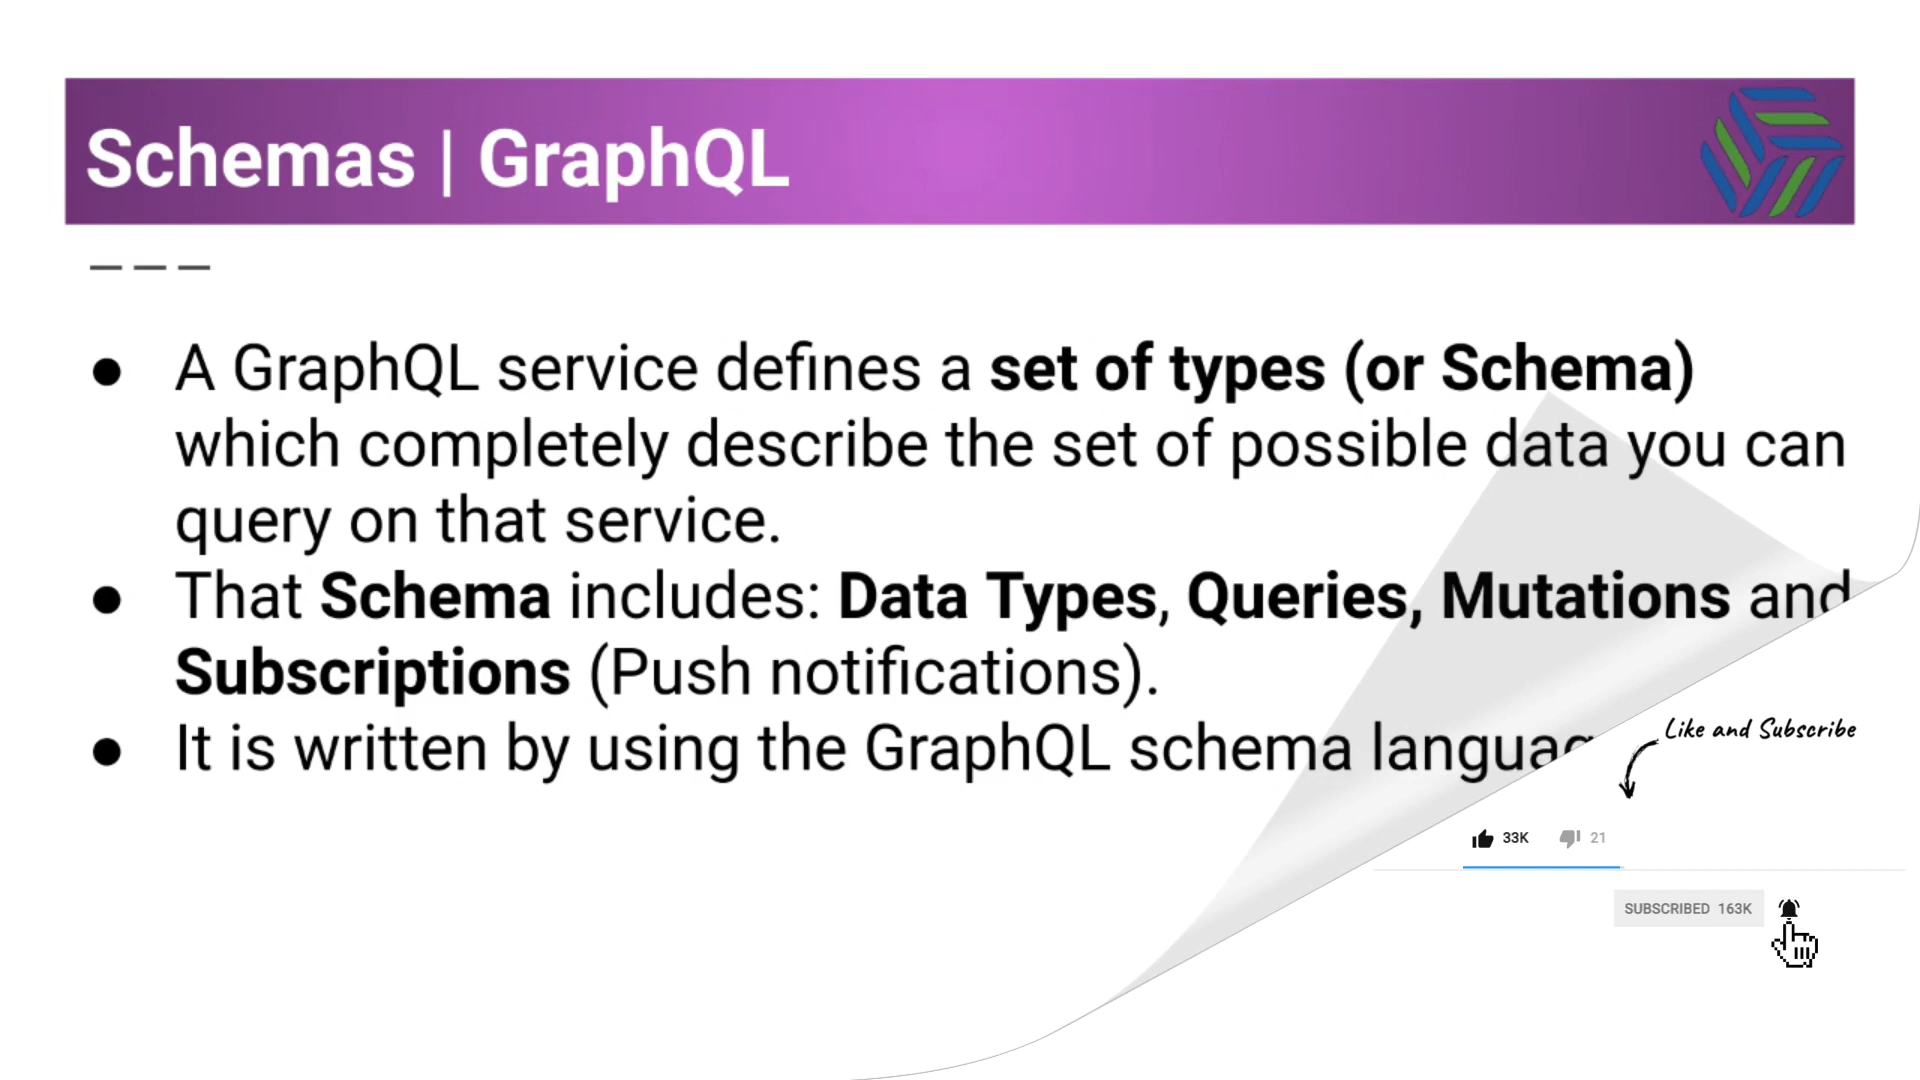 Schemas | GraphQL
● A GraphQL service defines a set of types (or Schema)
which completely describe the set of possible data you can
query on that service.
● That Schema includes: Data Types, Queries, Mutations and
Subscriptions (Push notifications).
● It is written by using the GraphQL schema languag
Like and Subscribe
33K 21
SUBSCRIBED 163K